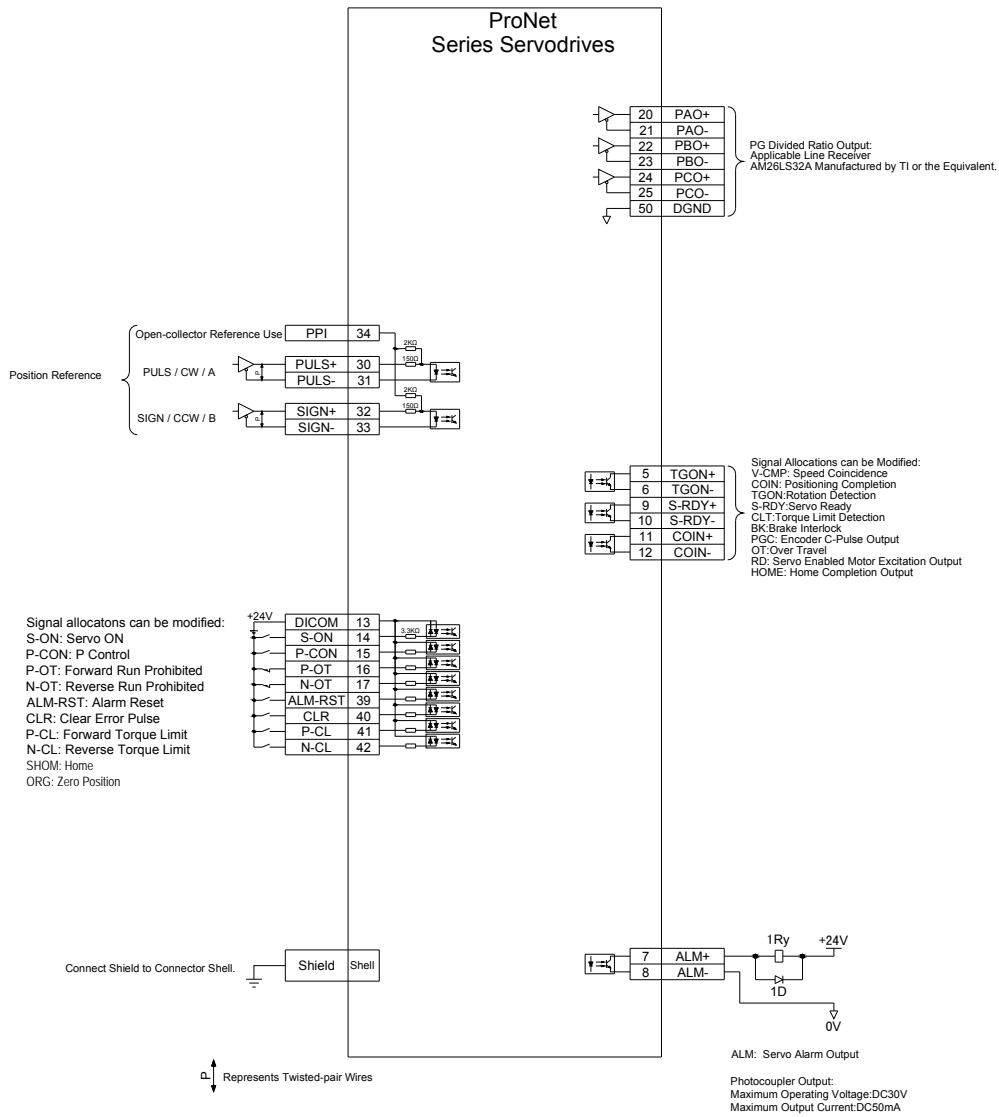 ProNet
Series Servodrives
20 PAO+
21 PAO-
22 PBO+
23 PBO-
24 PCO+
25 PCO-
50 DGND
PG Divided Ratio Output:
Applicable Line Receiver
AM26LS32A Manufactured by TI or the Equivalent.
Position Reference
Open-collector Reference Use PPI 34
2KΩ
PULS / CW / A P PULS+ 30 150Ω
PULS- 31
2KΩ
SIGN / CCW / B P SIGN+ 32 150Ω
SIGN- 33
5 TGON+
6 TGON-
9 S-RDY+
10 S-RDY-
11 COIN+
12 COIN-
Signal Allocations can be Modified:
V-CMP: Speed Coincidence
COIN: Positioning Completion
TGON:Rotation Detection
S-RDY:Servo Ready
CLT:Torque Limit Detection
BK:Brake Interlock
PGC: Encoder C-Pulse Output
OT:Over Travel
RD: Servo Enabled Motor Excitation Output
HOME: Home Completion Output
Signal allocatons can be modified:
S-ON: Servo ON
P-CON: P Control
P-OT: Forward Run Prohibited
N-OT: Reverse Run Prohibited
ALM-RST: Alarm Reset
CLR: Clear Error Pulse
P-CL: Forward Torque Limit
N-CL: Reverse Torque Limit
SHOM: Home
ORG: Zero Position
+24V DICOM 13
S-ON 14 3.3KΩ
P-CON 15
P-OT 16
N-OT 17
ALM-RST 39
CLR 40
P-CL 41
N-CL 42
Connect Shield to Connector Shell. Shield Shell
7 ALM+
8 ALM-
1Ry +24V
1D
0V
ALM: Servo Alarm Output
P Represents Twisted-pair Wires
Photocoupler Output:
Maximum Operating Voltage:DC30V
Maximum Output Current:DC50mA